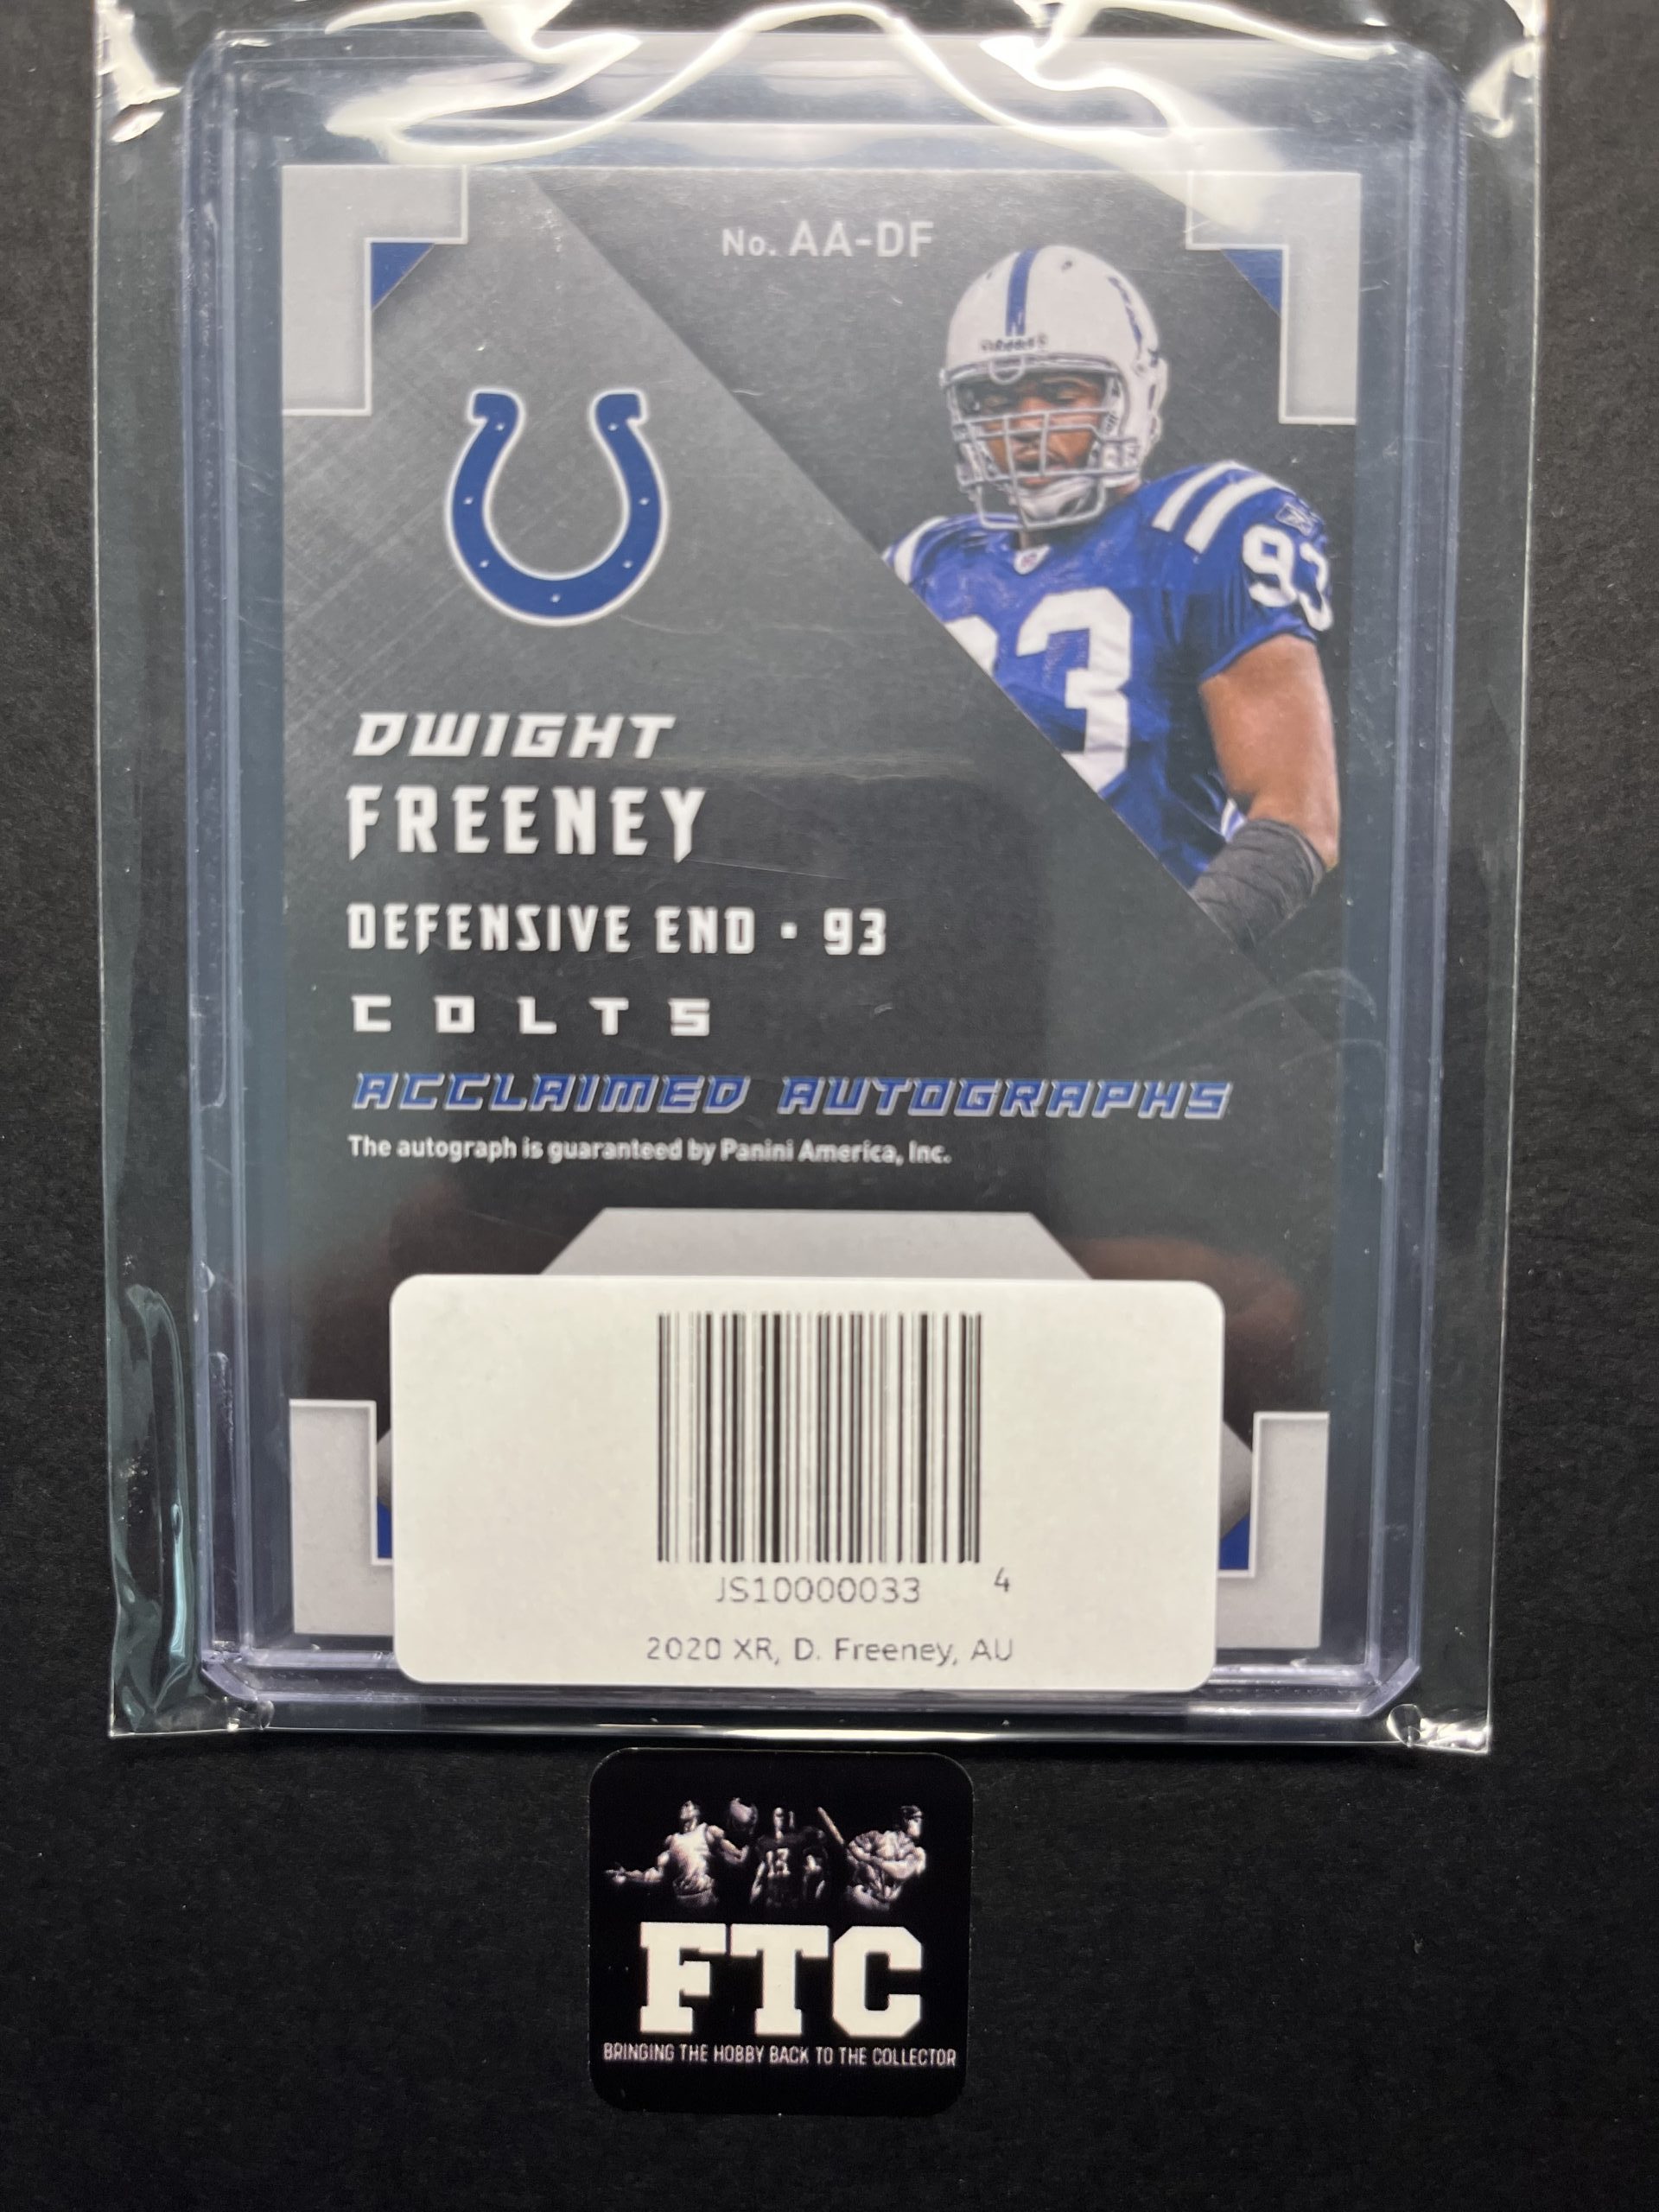 No. AA-DF
93
93
DWIGHT
FREENEY
DEFENSIVE END · 93
COLTS
ACCLAIMED AUTOGRAPHS
The autograph is guaranteed by Panini America, Inc.
JS10000033 4
2020 XR, D. Freeney, AU
13
FTC
BRINGING THE HOBBY BACK TO THE COLLECTOR